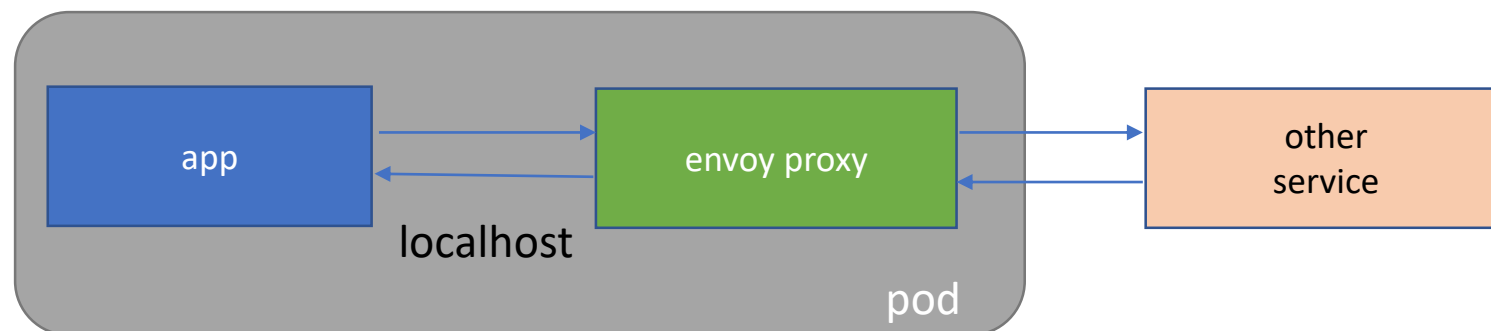 app
envoy proxy
other
service
localhost
pod